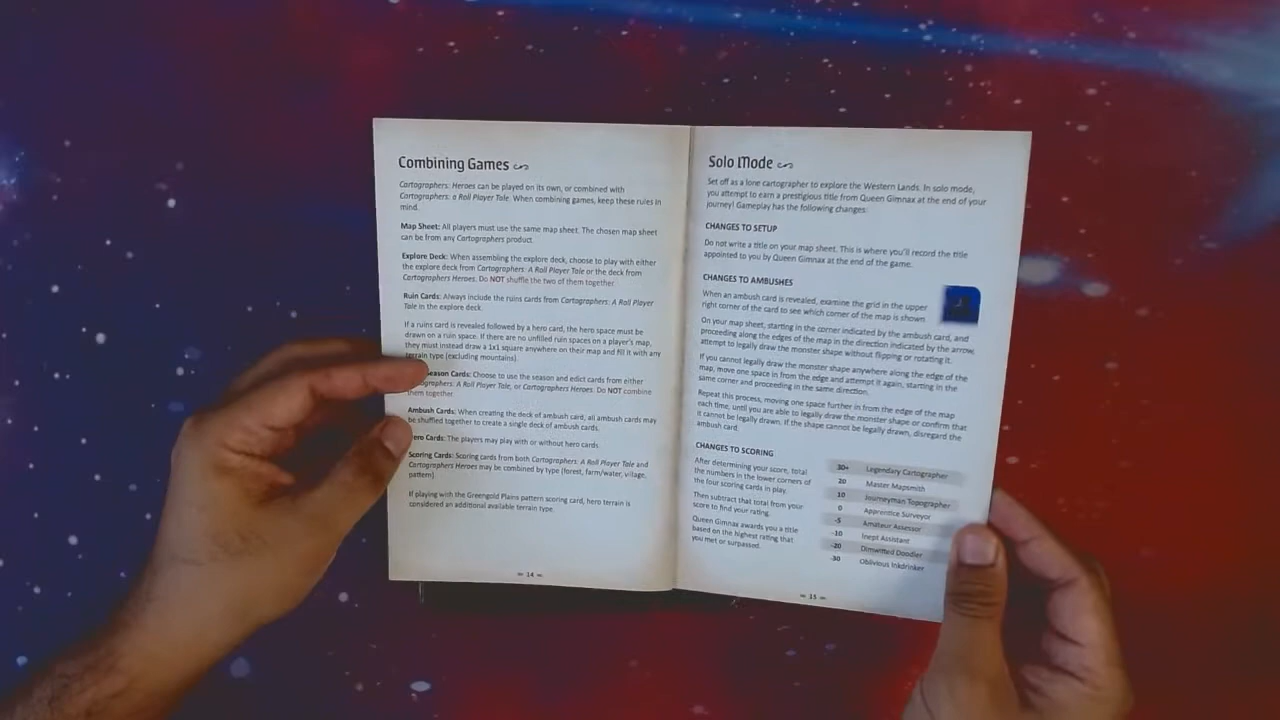 Combining Games
Cartographers: Heroes can be played on its own, or combined with
Cartographers: a Roll Player Tale. When combining games, keep these rules in
mind.
Map Sheet: All players must use the same map sheet. The chosen map sheet
can be from any Cartographers product.
Explore Deck: When assembling the explore deck, choose to play with either
the explore deck from Cartographers: A Roll Player Tale or the deck from
Cartographers Heroes. Do NOT shuffle the two of them together.
Ruin Cards: Always include the ruins cards from Cartographers: A Roll Player
Tale in the explore deck.
If a ruins card is revealed followed by a hero card, the hero space must be
drawn on a ruin space. If there are no unfilled ruin spaces on a player's map,
they must instead draw a 1x1 square anywhere on their map and fill it with any
terrain type (excluding mountains).
Season Cards: Choose to use the season and edict cards from either
ographers: A Roll Player Tale, or Cartographers Heroes. Do NOT combine
them together.
Ambush Cards: When creating the deck of ambush card, all ambush cards may
be shuffled together to create a single deck of ambush cards.
ero Cards: The players may play with or without hero cards.
Scoring Cards: Scoring cards from both Cartographers: A Roll Player Tale and
Cartographers Heroes may be combined by type (forest, farm/water, village,
pattern)
If playing with the Greengold Plains pattern scoring card, hero terrain is
considered an additional available terrain type.
14
Solo Mode
Set off as a lone cartographer to explore the Western Lands. In solo mode,
you attempt to earn a prestigious title from Queen Gimnax at the end of your
journey! Gameplay has the following changes:
CHANGES TO SETUP
Do not write a title on your map sheet. This is where you'll record the title
appointed to you by Queen Gimnax at the end of the game.
CHANGES TO AMBUSHES
When an ambush card is revealed, examine the grid in the upper
right corner of the card to see which corner of the map is shown.
On your map sheet, starting in the corner indicated by the ambush card, and
proceeding along the edges of the map in the direction indicated by the arrow,
attempt to legally draw the monster shape without flipping or rotating it.
If you cannot legally draw the monster shape anywhere along the edge of the
map, move one space in from the edge and attempt it again, starting in the
same corner and proceeding in the same direction.
Repeat this process, moving one space further in from the edge of the map
each time, until you are able to legally draw the monster shape or confirm that
it cannot be legally drawn. If the shape cannot be legally drawn, disregard the
ambush card.
CHANGES TO SCORING
After determining your score, total
the numbers in the lower corners of
the four scoring cards in play.
Then subtract that total from your
score to find your rating.
Queen Gimnax awards you a title
based on the highest rating that
you met or surpassed.
30+ Legendary Cartographer
20 Master Mapsmith
10 Journeyman Topographer
0 Apprentice Surveyor
-5 Amateur Assessor
-10 Inept Assistant
-20 Dimwitted Doodler
-30 Oblivious Inkdrinker
15